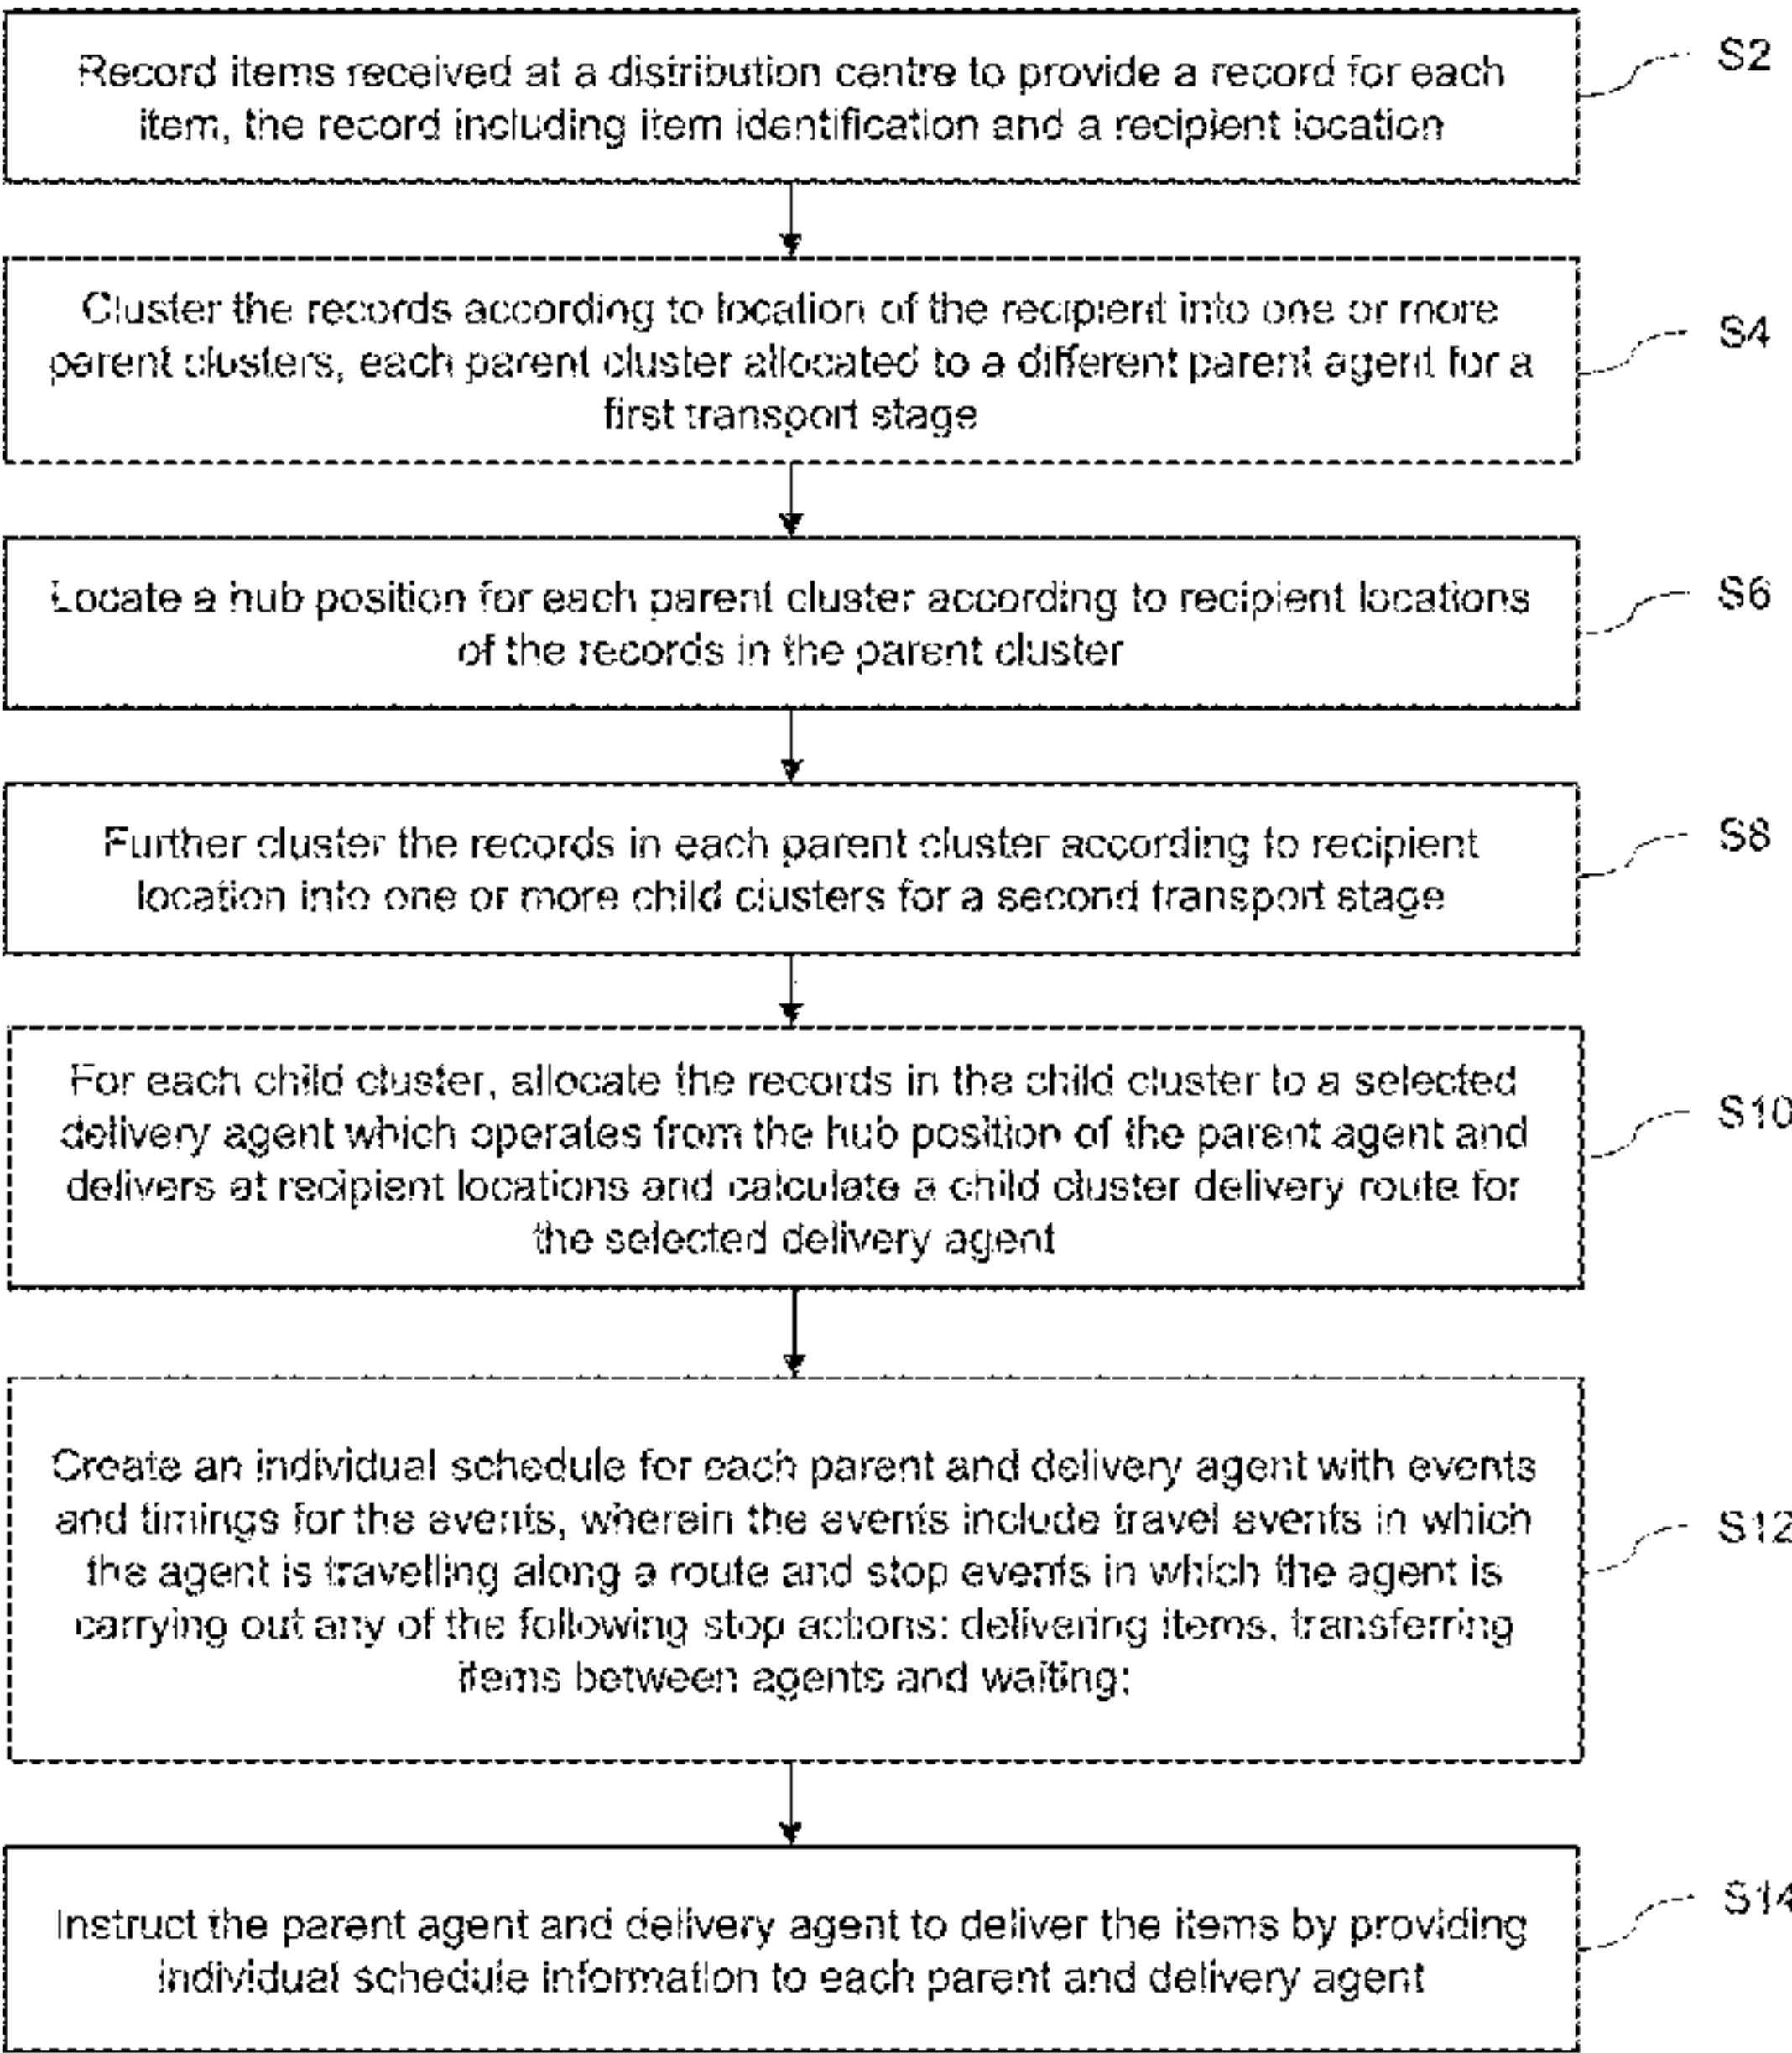 Record items received at a distribution centre to provide a record for each
item, the record including item identification and a recipient location
S2
Cluster the records according to location of the recipient into one or more
parent clusters, each parent cluster allocated to a different parent agent for a
first transport stage
S4
Locate a hub position for each parent cluster according to recipient locations
of the records in the parent cluster
S6
Further cluster the records in each parent cluster according to recipient
location into one or more child clusters for a second transport stage
S8
For each child cluster, allocate the records in the child cluster to a selected
delivery agent which operates from the hub position of the parent agent and
delivers at recipient locations and calculate a child cluster delivery route for
the selected delivery agent
S10
Create an individual schedule for each parent and delivery agent with events
and timings for the events, wherein the events include travel events in which
the agent is travelling along a route and stop events in which the agent is
carrying out any of the following stop actions: delivering items, transferring
items between agents and waiting;
S12
Instruct the parent agent and delivery agent to deliver the items by providing
individual schedule information to each parent and delivery agent
S14